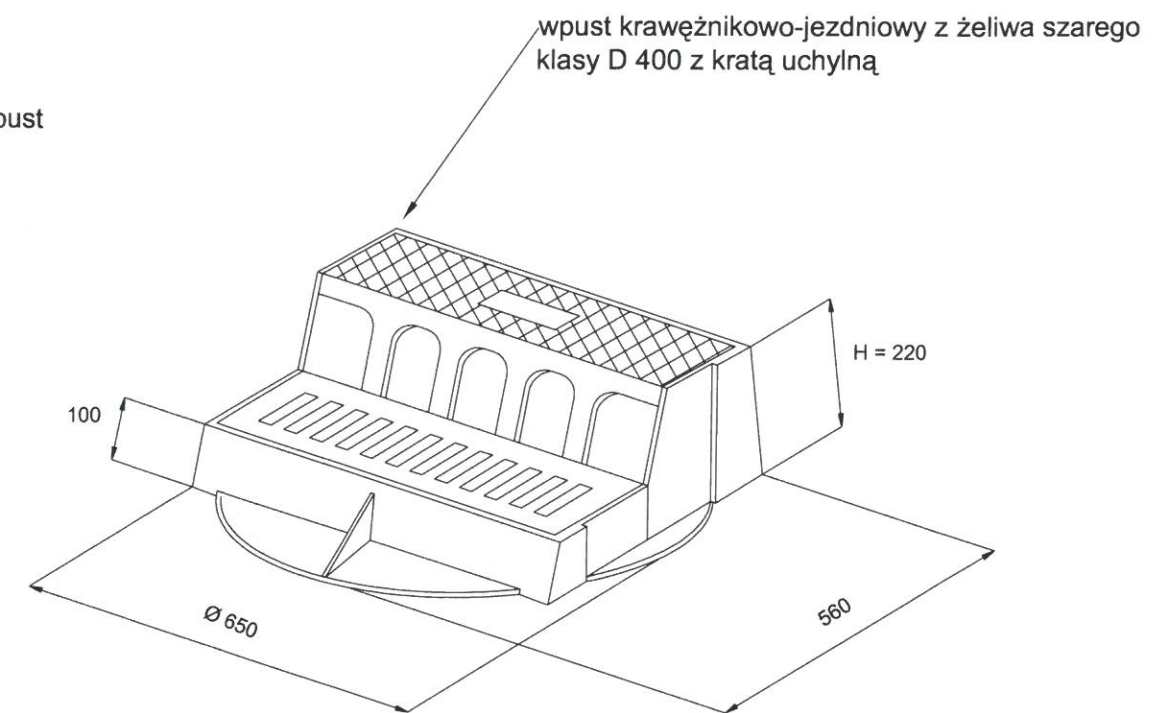 wpust krawężnikowo-jezdniowy z żeliwa szarego
klasy D 400 z kratą uchylną
H = 220
100
Ø 650
560